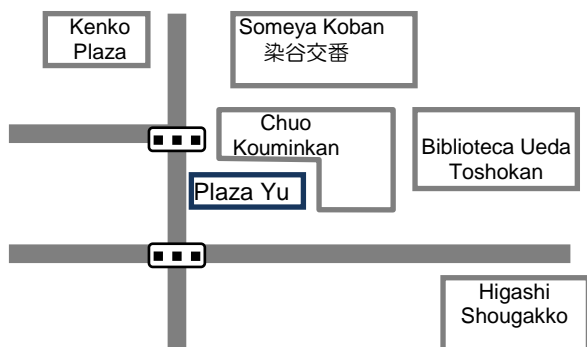 Kenko
Plaza
Someya Koban
染谷交番
Chuo
Kouminkan
Biblioteca Ueda
Toshokan
Plaza Yu
Higashi
Shougakko